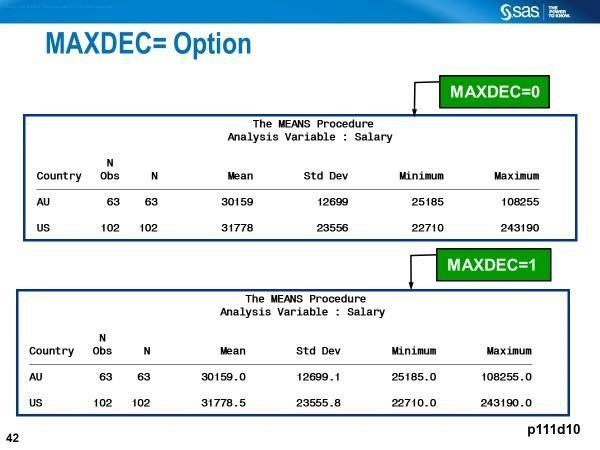 sas THE POWER TO KNOW.
MAXDEC= Option
MAXDEC=0
The MEANS Procedure
Analysis Variable : Salary
N
Country Obs N Mean Std Dev Minimum Maximum
AU 63 63 30159 12699 25185 108255
US 102 102 31778 23556 22710 243190
MAXDEC=1
The MEANS Procedure
Analysis Variable : Salary
N
Country Obs N Mean Std Dev Minimum Maximum
AU 63 63 30159.0 12699.1 25185.0 108255.0
US 102 102 31778.5 23555.8 22710.0 243190.0
42
p111d10